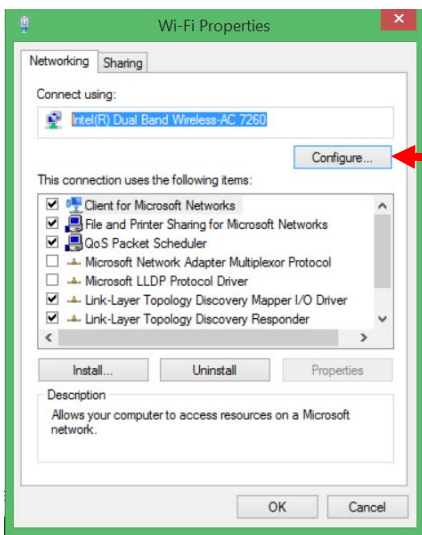 Wi-Fi Properties
Networking
Sharing
Connect using:
Intel(R) Dual Band Wireless-AC 7260
Configure...
This connection uses the following items:
Client for Microsoft Networks
File and Printer Sharing for Microsoft Networks
QoS Packet Scheduler
Microsoft Network Adapter Multiplexor Protocol
Microsoft LLDP Protocol Driver
Link-Layer Topology Discovery Mapper I/O Driver
Link-Layer Topology Discovery Responder
Install...
Uninstall
Properties
Description
Allows your computer to access resources on a Microsoft
network.
OK
Cancel